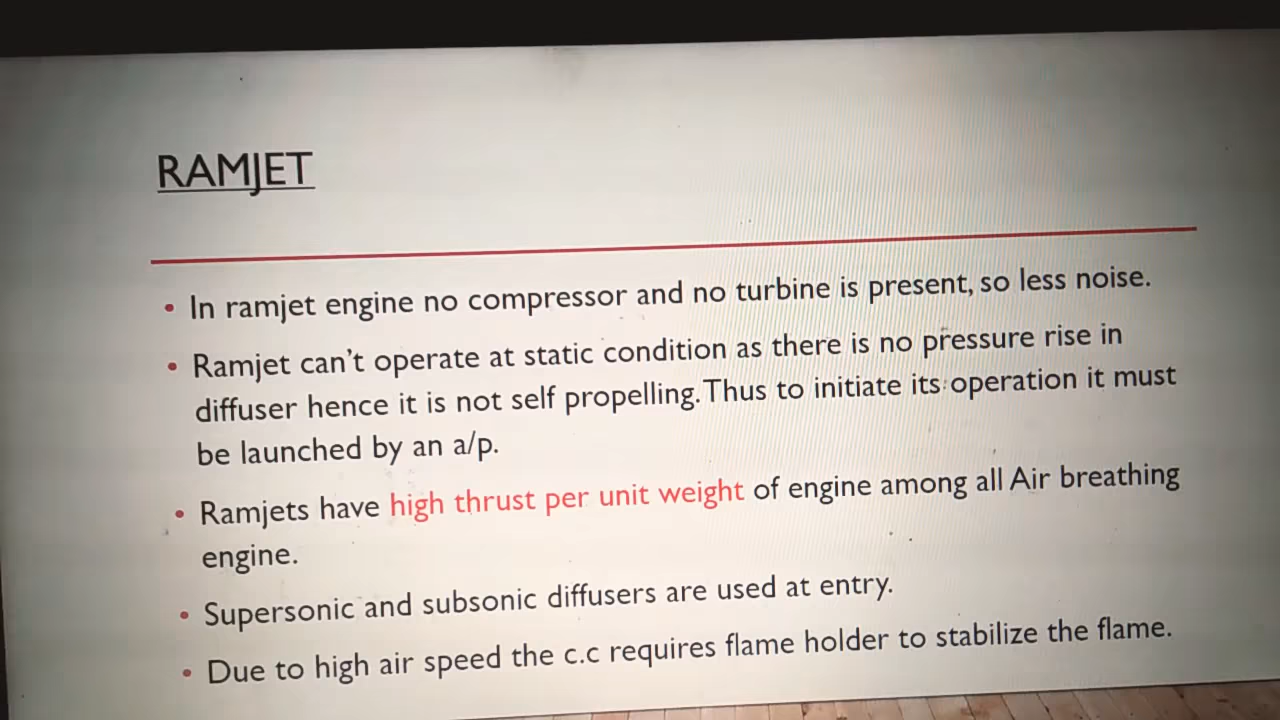 RAMJET
• In ramjet engine no compressor and no turbine is present, so less noise.
• Ramjet can't operate at static condition as there is no pressure rise in
diffuser hence it is not self propelling. Thus to initiate its operation it must
be launched by an a/p.
• Ramjets have high thrust per unit weight of engine among all Air breathing
engine.
• Supersonic and subsonic diffusers are used at entry.
• Due to high air speed the c.c requires flame holder to stabilize the flame.